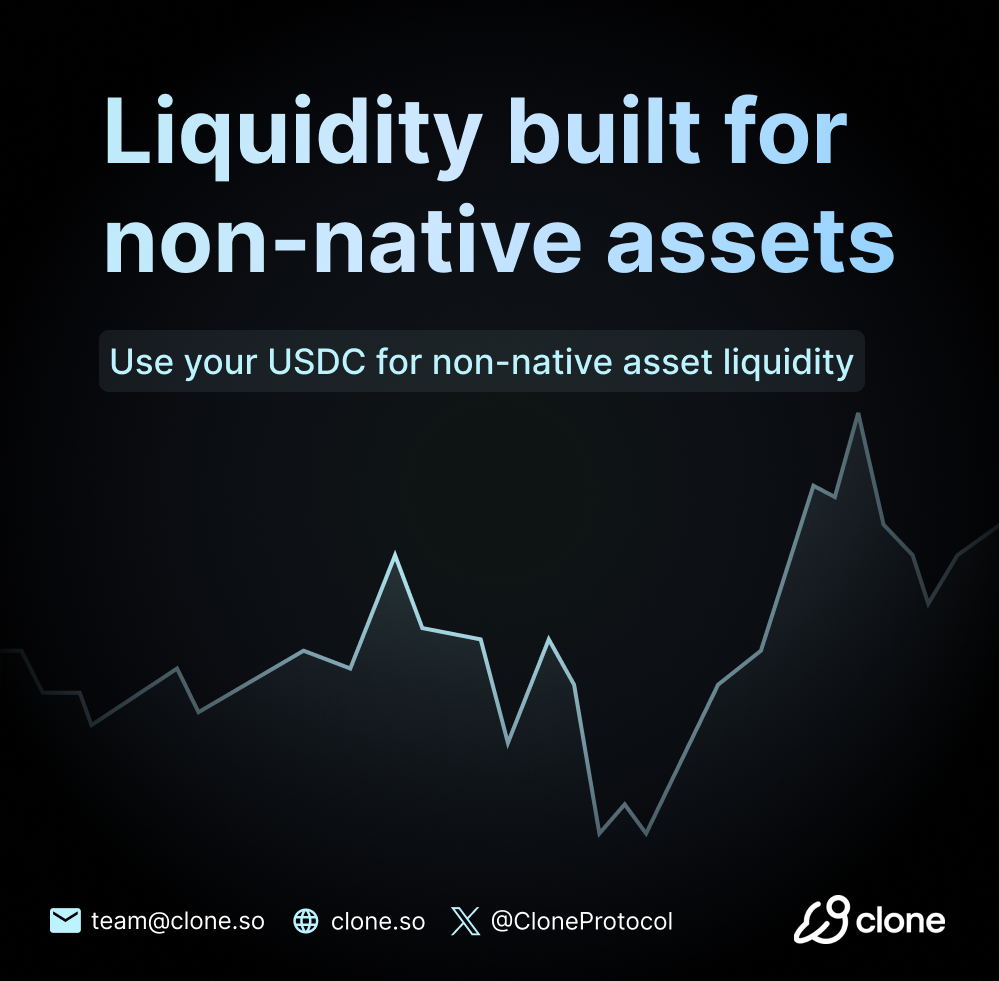 Liquidity built for
non-native assets
Use your USDC for non-native asset liquidity
team@clone.so clone.so @CloneProtocol clone